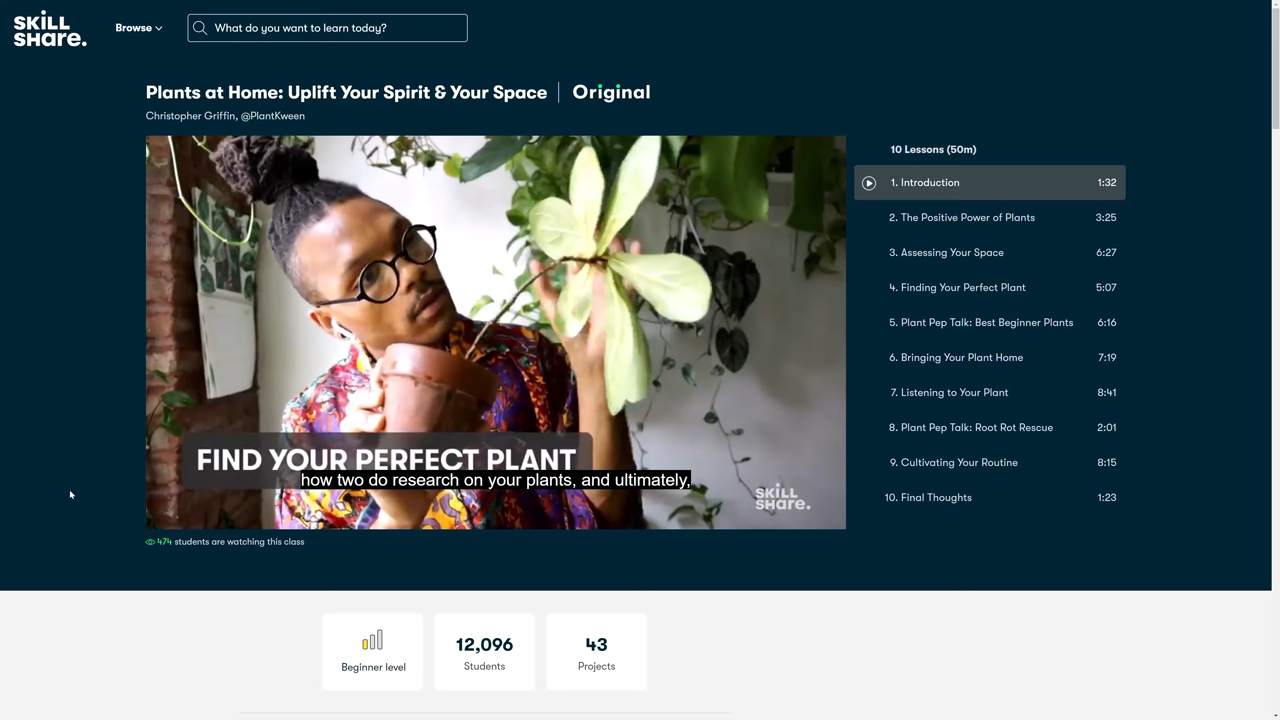 SKILL
SHARE.
Browse
What do you want to learn today?
Plants at Home: Uplift Your Spirit & Your Space
Original
Christopher Griffin, @PlantKween
FIND YOUR PERFECT PLANT
how two do research on your plants, and ultimately,
SKILL
SHARE.
474 students are watching this class
10 Lessons (50m)
1. Introduction 1:32
2. The Positive Power of Plants 3:25
3. Assessing Your Space 6:27
4. Finding Your Perfect Plant 5:07
5. Plant Pep Talk: Best Beginner Plants 6:16
6. Bringing Your Plant Home 7:19
7. Listening to Your Plant 8:41
8. Plant Pep Talk: Root Rot Rescue 2:01
9. Cultivating Your Routine 8:15
10. Final Thoughts 1:23
Beginner level
12,096
Students
43
Projects